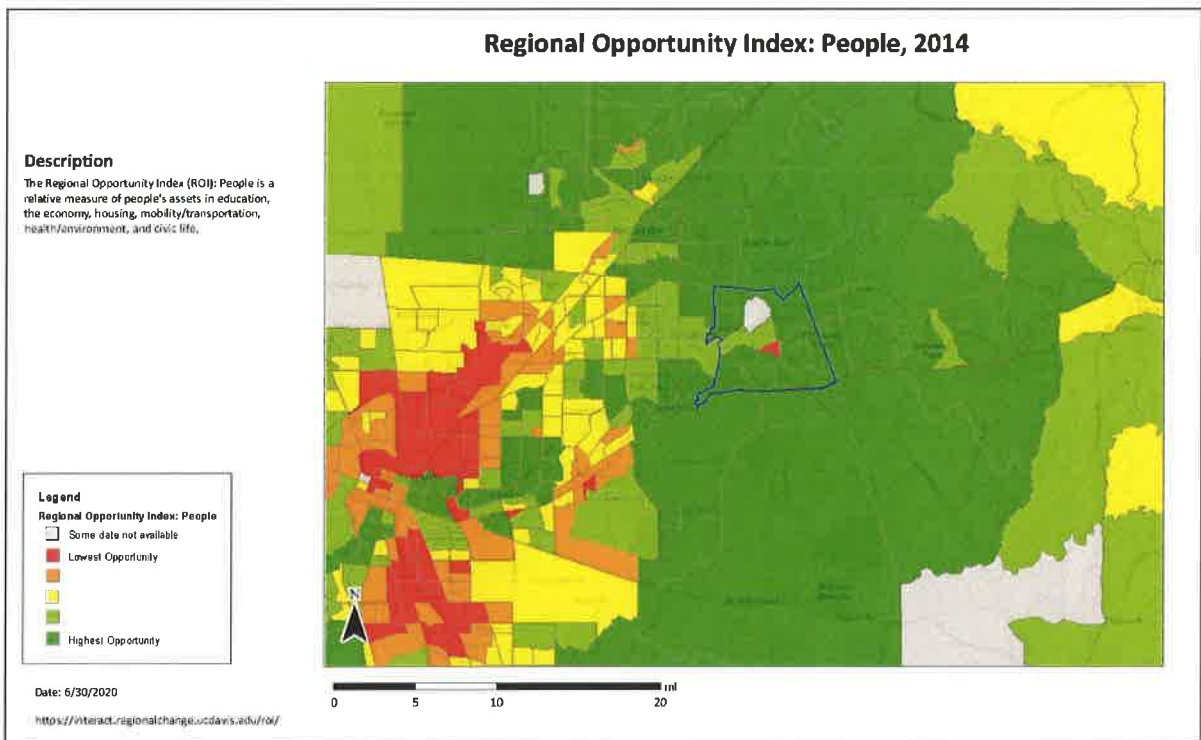 Regional Opportunity Index: People, 2014
Description
The Regional Opportunity Index (ROI): People is a
relative measure of people's assets in education,
the economy, housing, mobility/transportation,
health/environment, and civic life.
Legend
Regional Opportunity Index: People
Some data not available
Lowest Opportunity
Highest Opportunity
N
Date: 6/30/2020
https://interact.regionalchange.ucdavis.edu/roi/
mi
0 5 10 20